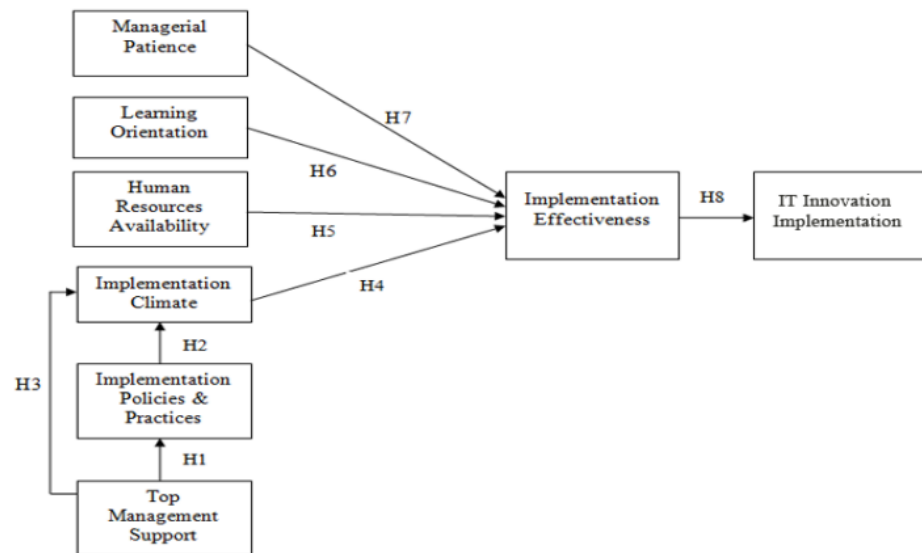 Managerial
Patience
H7
Learning
Orientation
H6
Human
Resources
Availability
H5
Implementation
Effectiveness
H8
IT Innovation
Implementation
Implementation
Climate
H4
H2
H3
Implementation
Policies &
Practices
H1
Top
Management
Support